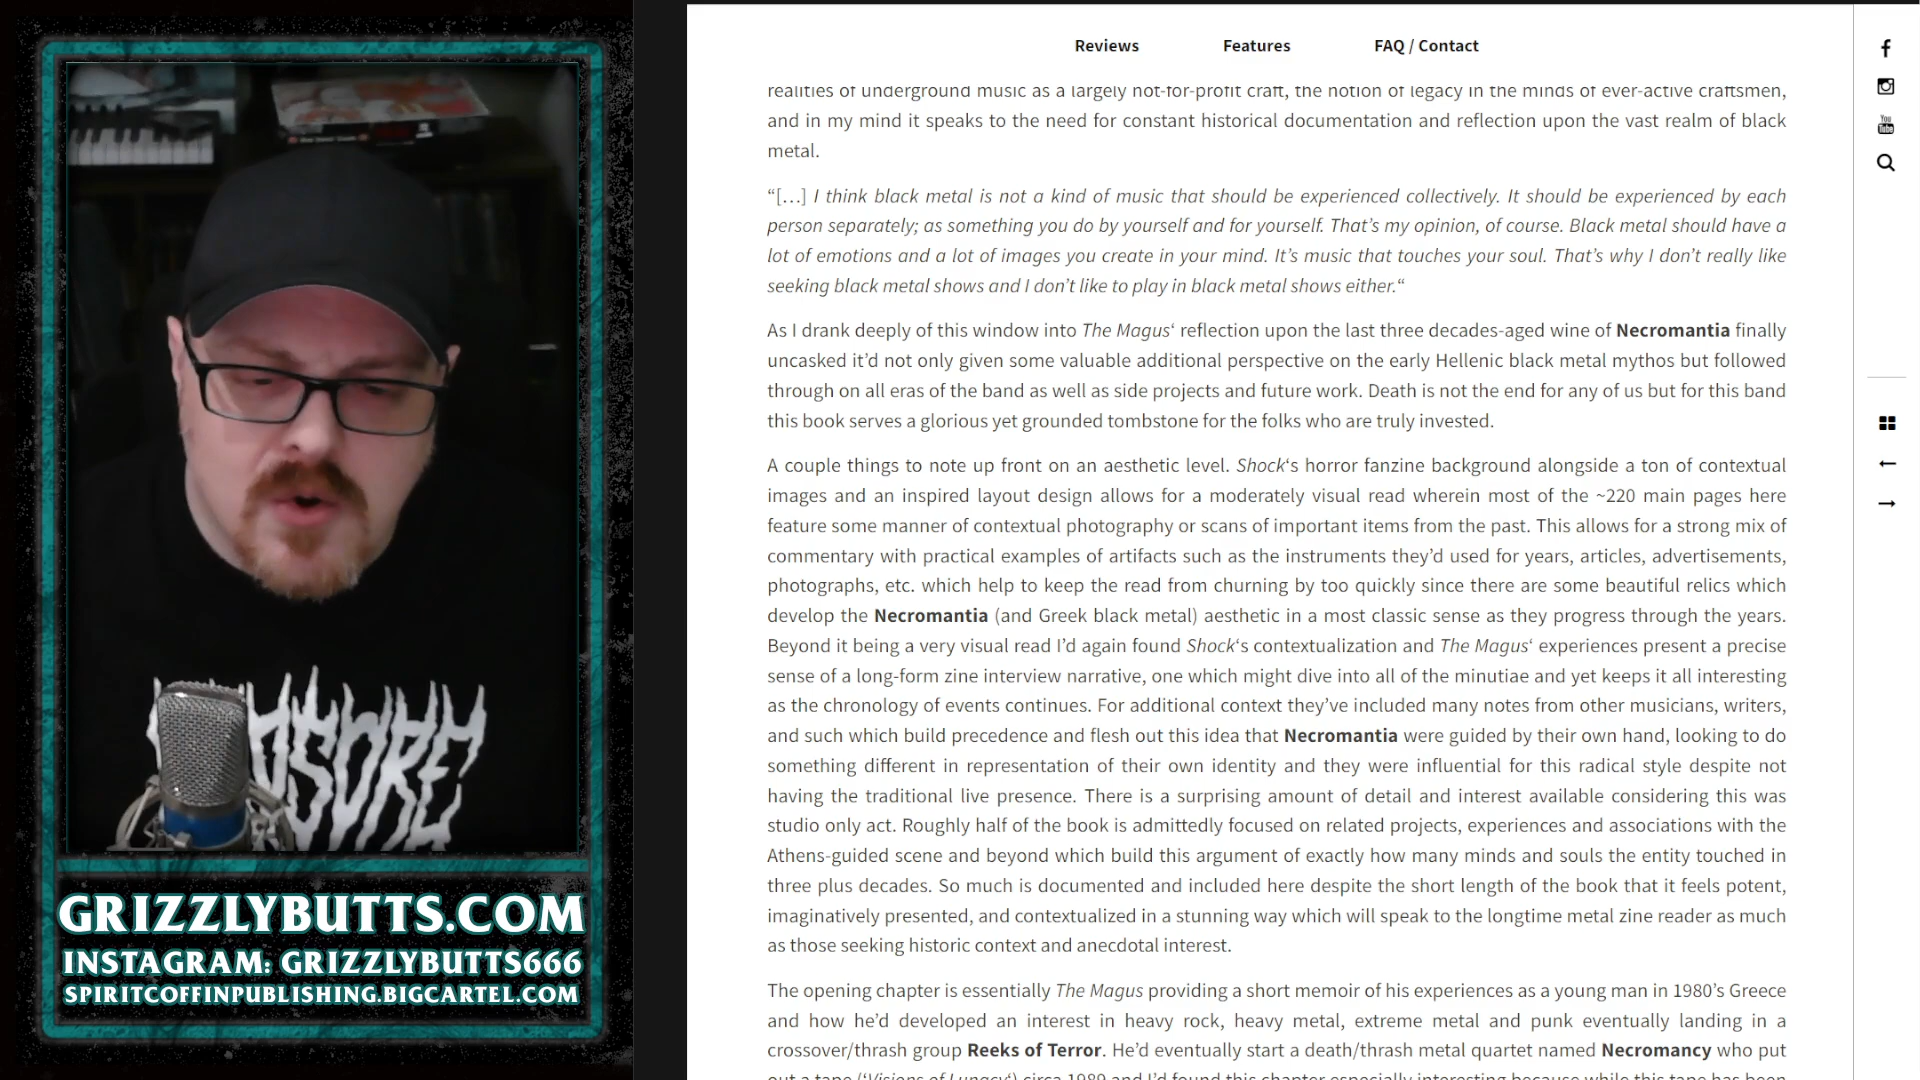 Reviews Features FAQ / Contact
realities of underground music as a largely not-for-profit craft, the notion of legacy in the minds of ever-active craftsmen,
and in my mind it speaks to the need for constant historical documentation and reflection upon the vast realm of black
metal.
“[…] I think black metal is not a kind of music that should be experienced collectively. It should be experienced by each
person separately; as something you do by yourself and for yourself. That’s my opinion, of course. Black metal should have a
lot of emotions and a lot of images you create in your mind. It’s music that touches your soul. That’s why I don’t really like
seeking black metal shows and I don’t like to play in black metal shows either.“
As I drank deeply of this window into The Magus‘ reflection upon the last three decades-aged wine of Necromantia finally
uncasked it’d not only given some valuable additional perspective on the early Hellenic black metal mythos but followed
through on all eras of the band as well as side projects and future work. Death is not the end for any of us but for this band
this book serves a glorious yet grounded tombstone for the folks who are truly invested.
A couple things to note up front on an aesthetic level. Shock‘s horror fanzine background alongside a ton of contextual
images and an inspired layout design allows for a moderately visual read wherein most of the ~220 main pages here
feature some manner of contextual photography or scans of important items from the past. This allows for a strong mix of
commentary with practical examples of artifacts such as the instruments they’d used for years, articles, advertisements,
photographs, etc. which help to keep the read from churning by too quickly since there are some beautiful relics which
develop the Necromantia (and Greek black metal) aesthetic in a most classic sense as they progress through the years.
Beyond it being a very visual read I’d again found Shock‘s contextualization and The Magus‘ experiences present a precise
sense of a long-form zine interview narrative, one which might dive into all of the minutiae and yet keeps it all interesting
as the chronology of events continues. For additional context they’ve included many notes from other musicians, writers,
and such which build precedence and flesh out this idea that Necromantia were guided by their own hand, looking to do
something different in representation of their own identity and they were influential for this radical style despite not
having the traditional live presence. There is a surprising amount of detail and interest available considering this was
studio only act. Roughly half of the book is admittedly focused on related projects, experiences and associations with the
Athens-guided scene and beyond which build this argument of exactly how many minds and souls the entity touched in
three plus decades. So much is documented and included here despite the short length of the book that it feels potent,
imaginatively presented, and contextualized in a stunning way which will speak to the longtime metal zine reader as much
as those seeking historic context and anecdotal interest.
The opening chapter is essentially The Magus providing a short memoir of his experiences as a young man in 1980’s Greece
and how he’d developed an interest in heavy rock, heavy metal, extreme metal and punk eventually landing in a
crossover/thrash group Reeks of Terror. He’d eventually start a death/thrash metal quartet named Necromancy who put
out a tape (‘Visions of Lunacy‘) circa 1989 and I’d found this chapter especially interesting because while this tape has been
You
Tube
GRIZZLYBUTTS.COM
INSTAGRAM: GRIZZLYBUTTS666
SPIRITCOFFINPUBLISHING.BIGCARTEL.COM